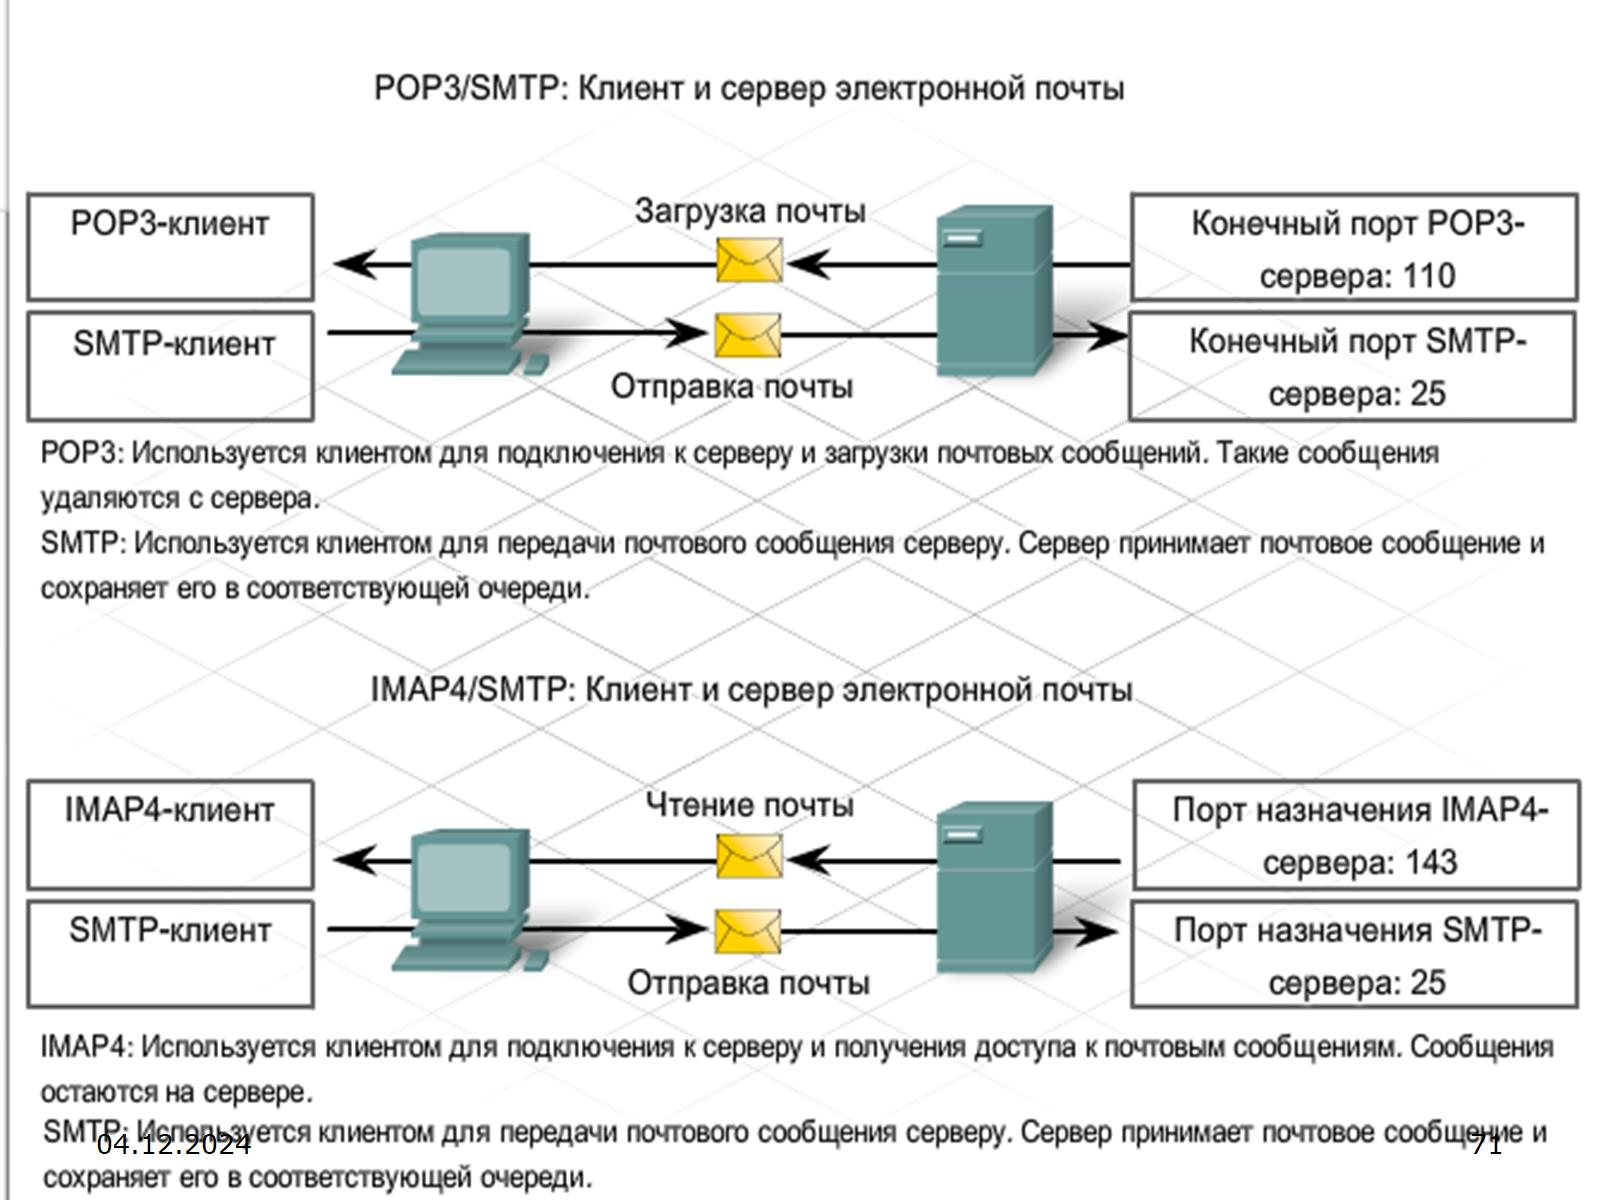 POP3/SMTP: Клиент и сервер электронной почты
POP3-клиент
Загрузка почты
Конечный порт POP3-
сервера: 110
SMTP-клиент
Отправка почты
Конечный порт SMTP-
сервера: 25
POP3: Используется клиентом для подключения к серверу и загрузки почтовых сообщений. Такие сообщения
удаляются с сервера.
SMTP: Используется клиентом для передачи почтового сообщения серверу. Сервер принимает почтовое сообщение и
сохраняет его в соответствующей очереди.
IMAP4/SMTP: Клиент и сервер электронной почты
IMAP4-клиент
Чтение почты
Порт назначения IMAP4-
сервера: 143
SMTP-клиент
Отправка почты
Порт назначения SMTP-
сервера: 25
IMAP4: Используется клиентом для подключения к серверу и получения доступа к почтовым сообщениям. Сообщения
остаются на сервере.
SMTP: Используется клиентом для передачи почтового сообщения серверу. Сервер принимает почтовое сообщение и
04.12.2024
71
сохраняет его в соответствующей очереди.